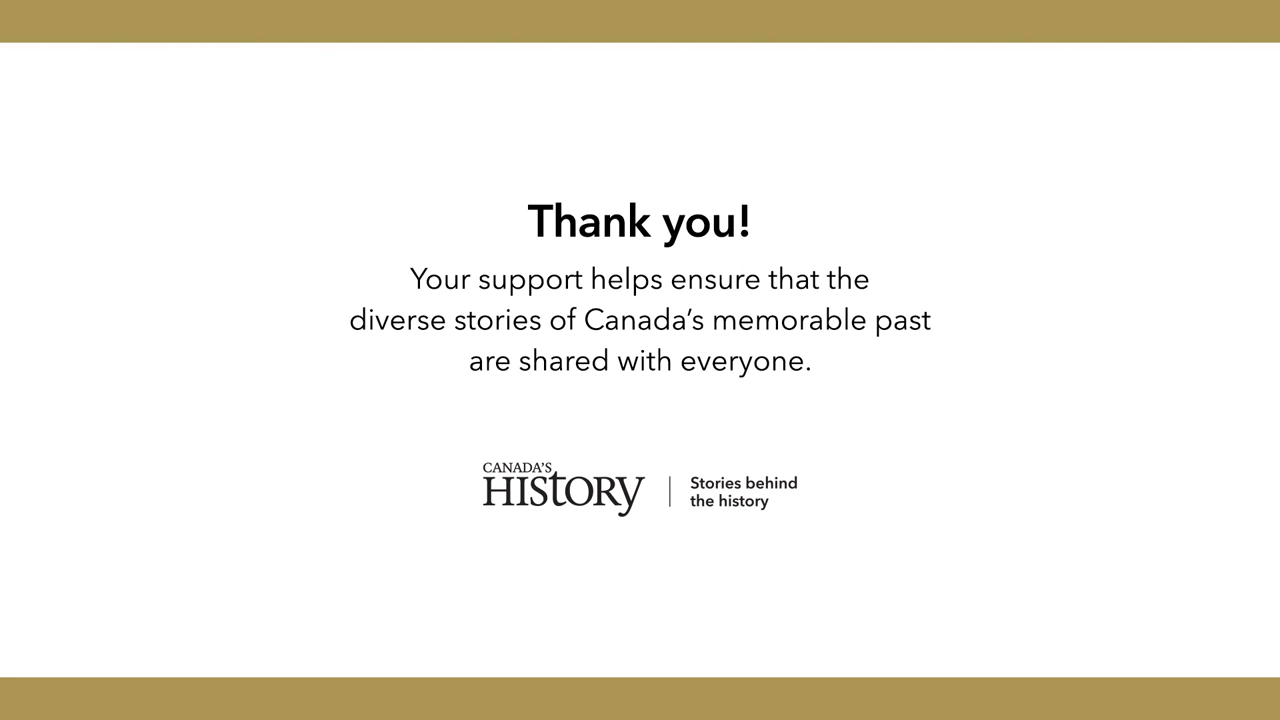 Thank you!
Your support helps ensure that the
diverse stories of Canada’s memorable past
are shared with everyone.
CANADA’S
HIStORY
Stories behind
the history